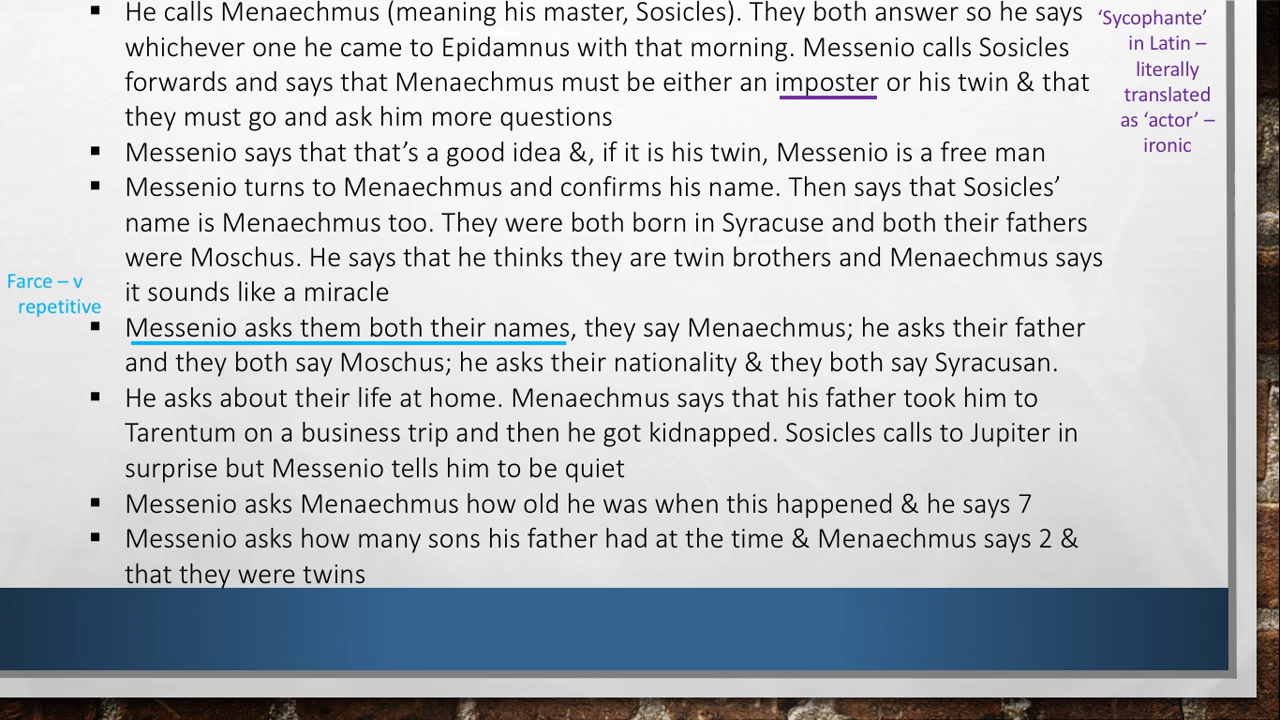 ▪ He calls Menaechmus (meaning his master, Sosicles). They both answer so he says
whichever one he came to Epidamnus with that morning. Messenio calls Sosicles
forwards and says that Menaechmus must be either an imposter or his twin & that
they must go and ask him more questions
‘Sycophante’
in Latin –
literally
translated
as ‘actor’ –
ironic
▪ Messenio says that that’s a good idea &, if it is his twin, Messenio is a free man
▪ Messenio turns to Menaechmus and confirms his name. Then says that Sosicles’
name is Menaechmus too. They were both born in Syracuse and both their fathers
were Moschus. He says that he thinks they are twin brothers and Menaechmus says
it sounds like a miracle
Farce – v
repetitive
▪ Messenio asks them both their names, they say Menaechmus; he asks their father
and they both say Moschus; he asks their nationality & they both say Syracusan.
▪ He asks about their life at home. Menaechmus says that his father took him to
Tarentum on a business trip and then he got kidnapped. Sosicles calls to Jupiter in
surprise but Messenio tells him to be quiet
▪ Messenio asks Menaechmus how old he was when this happened & he says 7
▪ Messenio asks how many sons his father had at the time & Menaechmus says 2 &
that they were twins